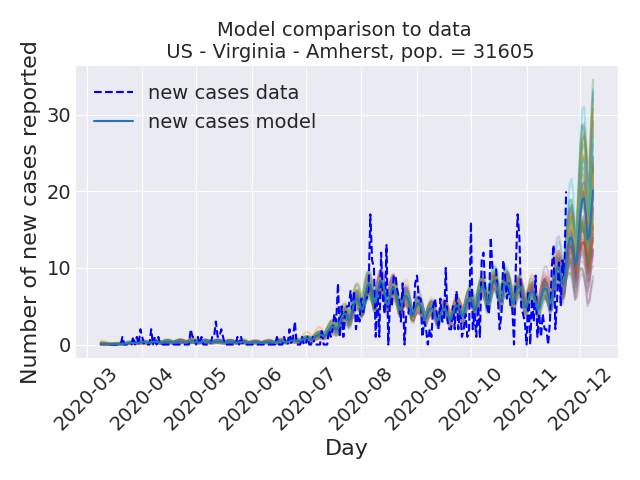 Model comparison to data
US - Virginia - Amherst, pop. = 31605
Number of new cases reported
new cases data
new cases model
30
20
10
0
2020-03
2020-04
2020-05
2020-06
2020-07
2020-08
2020-09
2020-10
2020-11
2020-12
Day